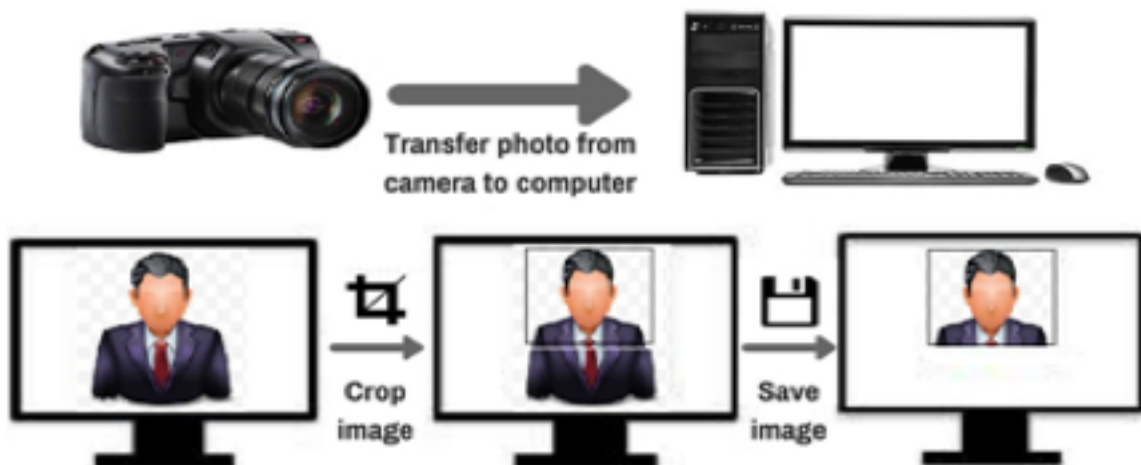 Transfer photo from
camera to computer
Crop
image
Save
image